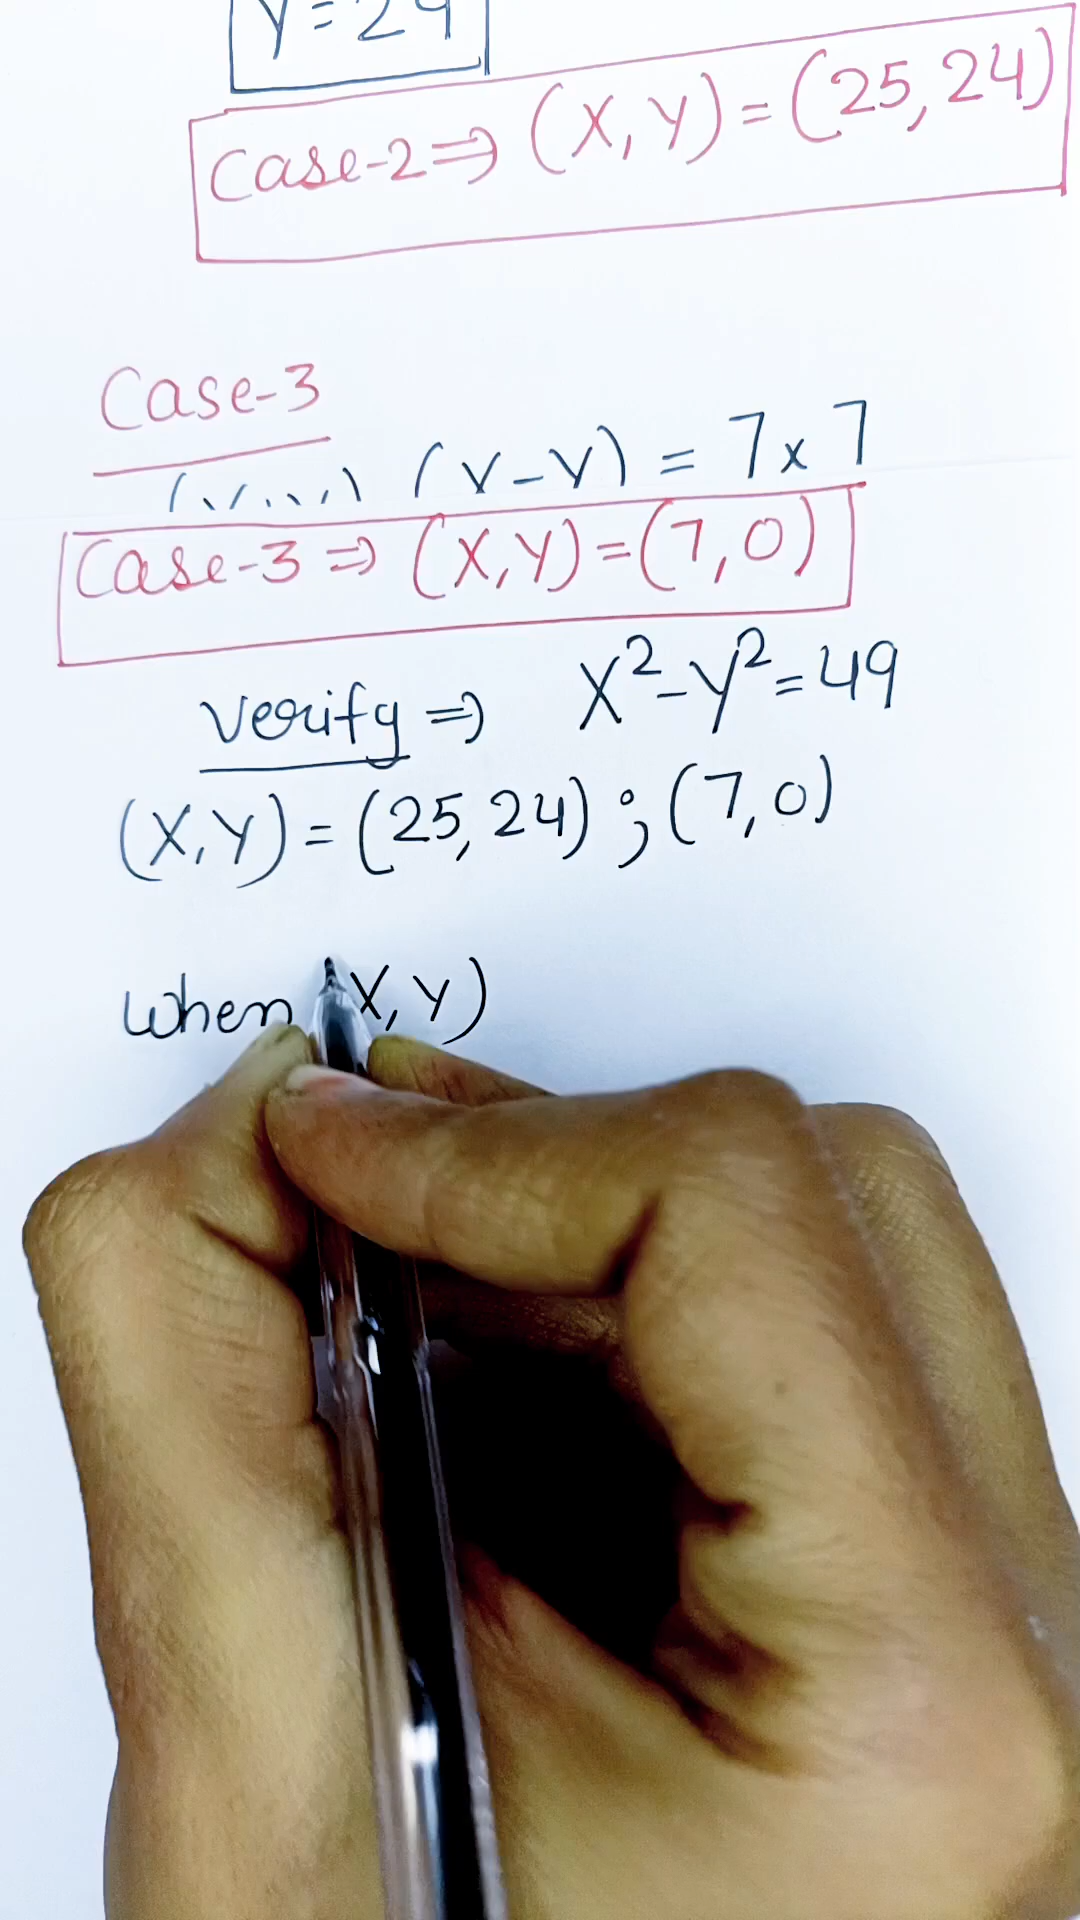 Y = 24
Case-2 ⇒ (X, Y) = (25, 24)
Case-3
(X-Y) = 7 x 7
Case-3 ⇒ (X, Y) = (7, 0)
Verify ⇒ X² - Y² = 49
(X, Y) = (25, 24) ; (7, 0)
When (X, Y)